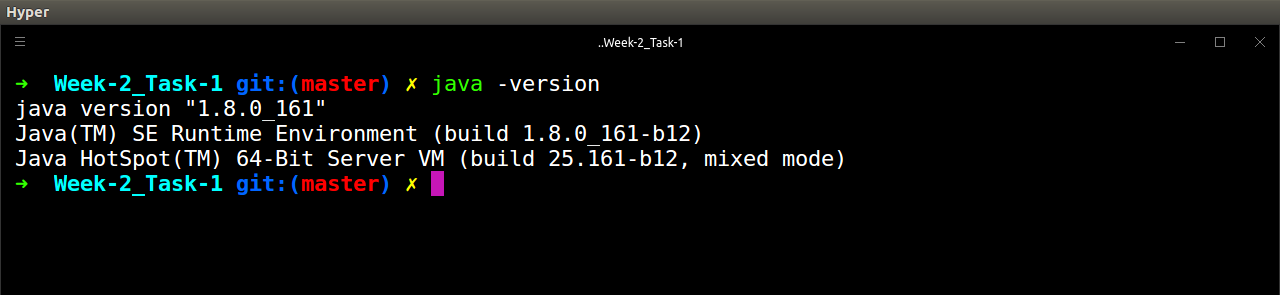 Hyper
..Week-2_Task-1
➜ Week-2_Task-1 git:(master) ✗ java -version
java version "1.8.0_161"
Java(TM) SE Runtime Environment (build 1.8.0_161-b12)
Java HotSpot(TM) 64-Bit Server VM (build 25.161-b12, mixed mode)
➜ Week-2_Task-1 git:(master) ✗